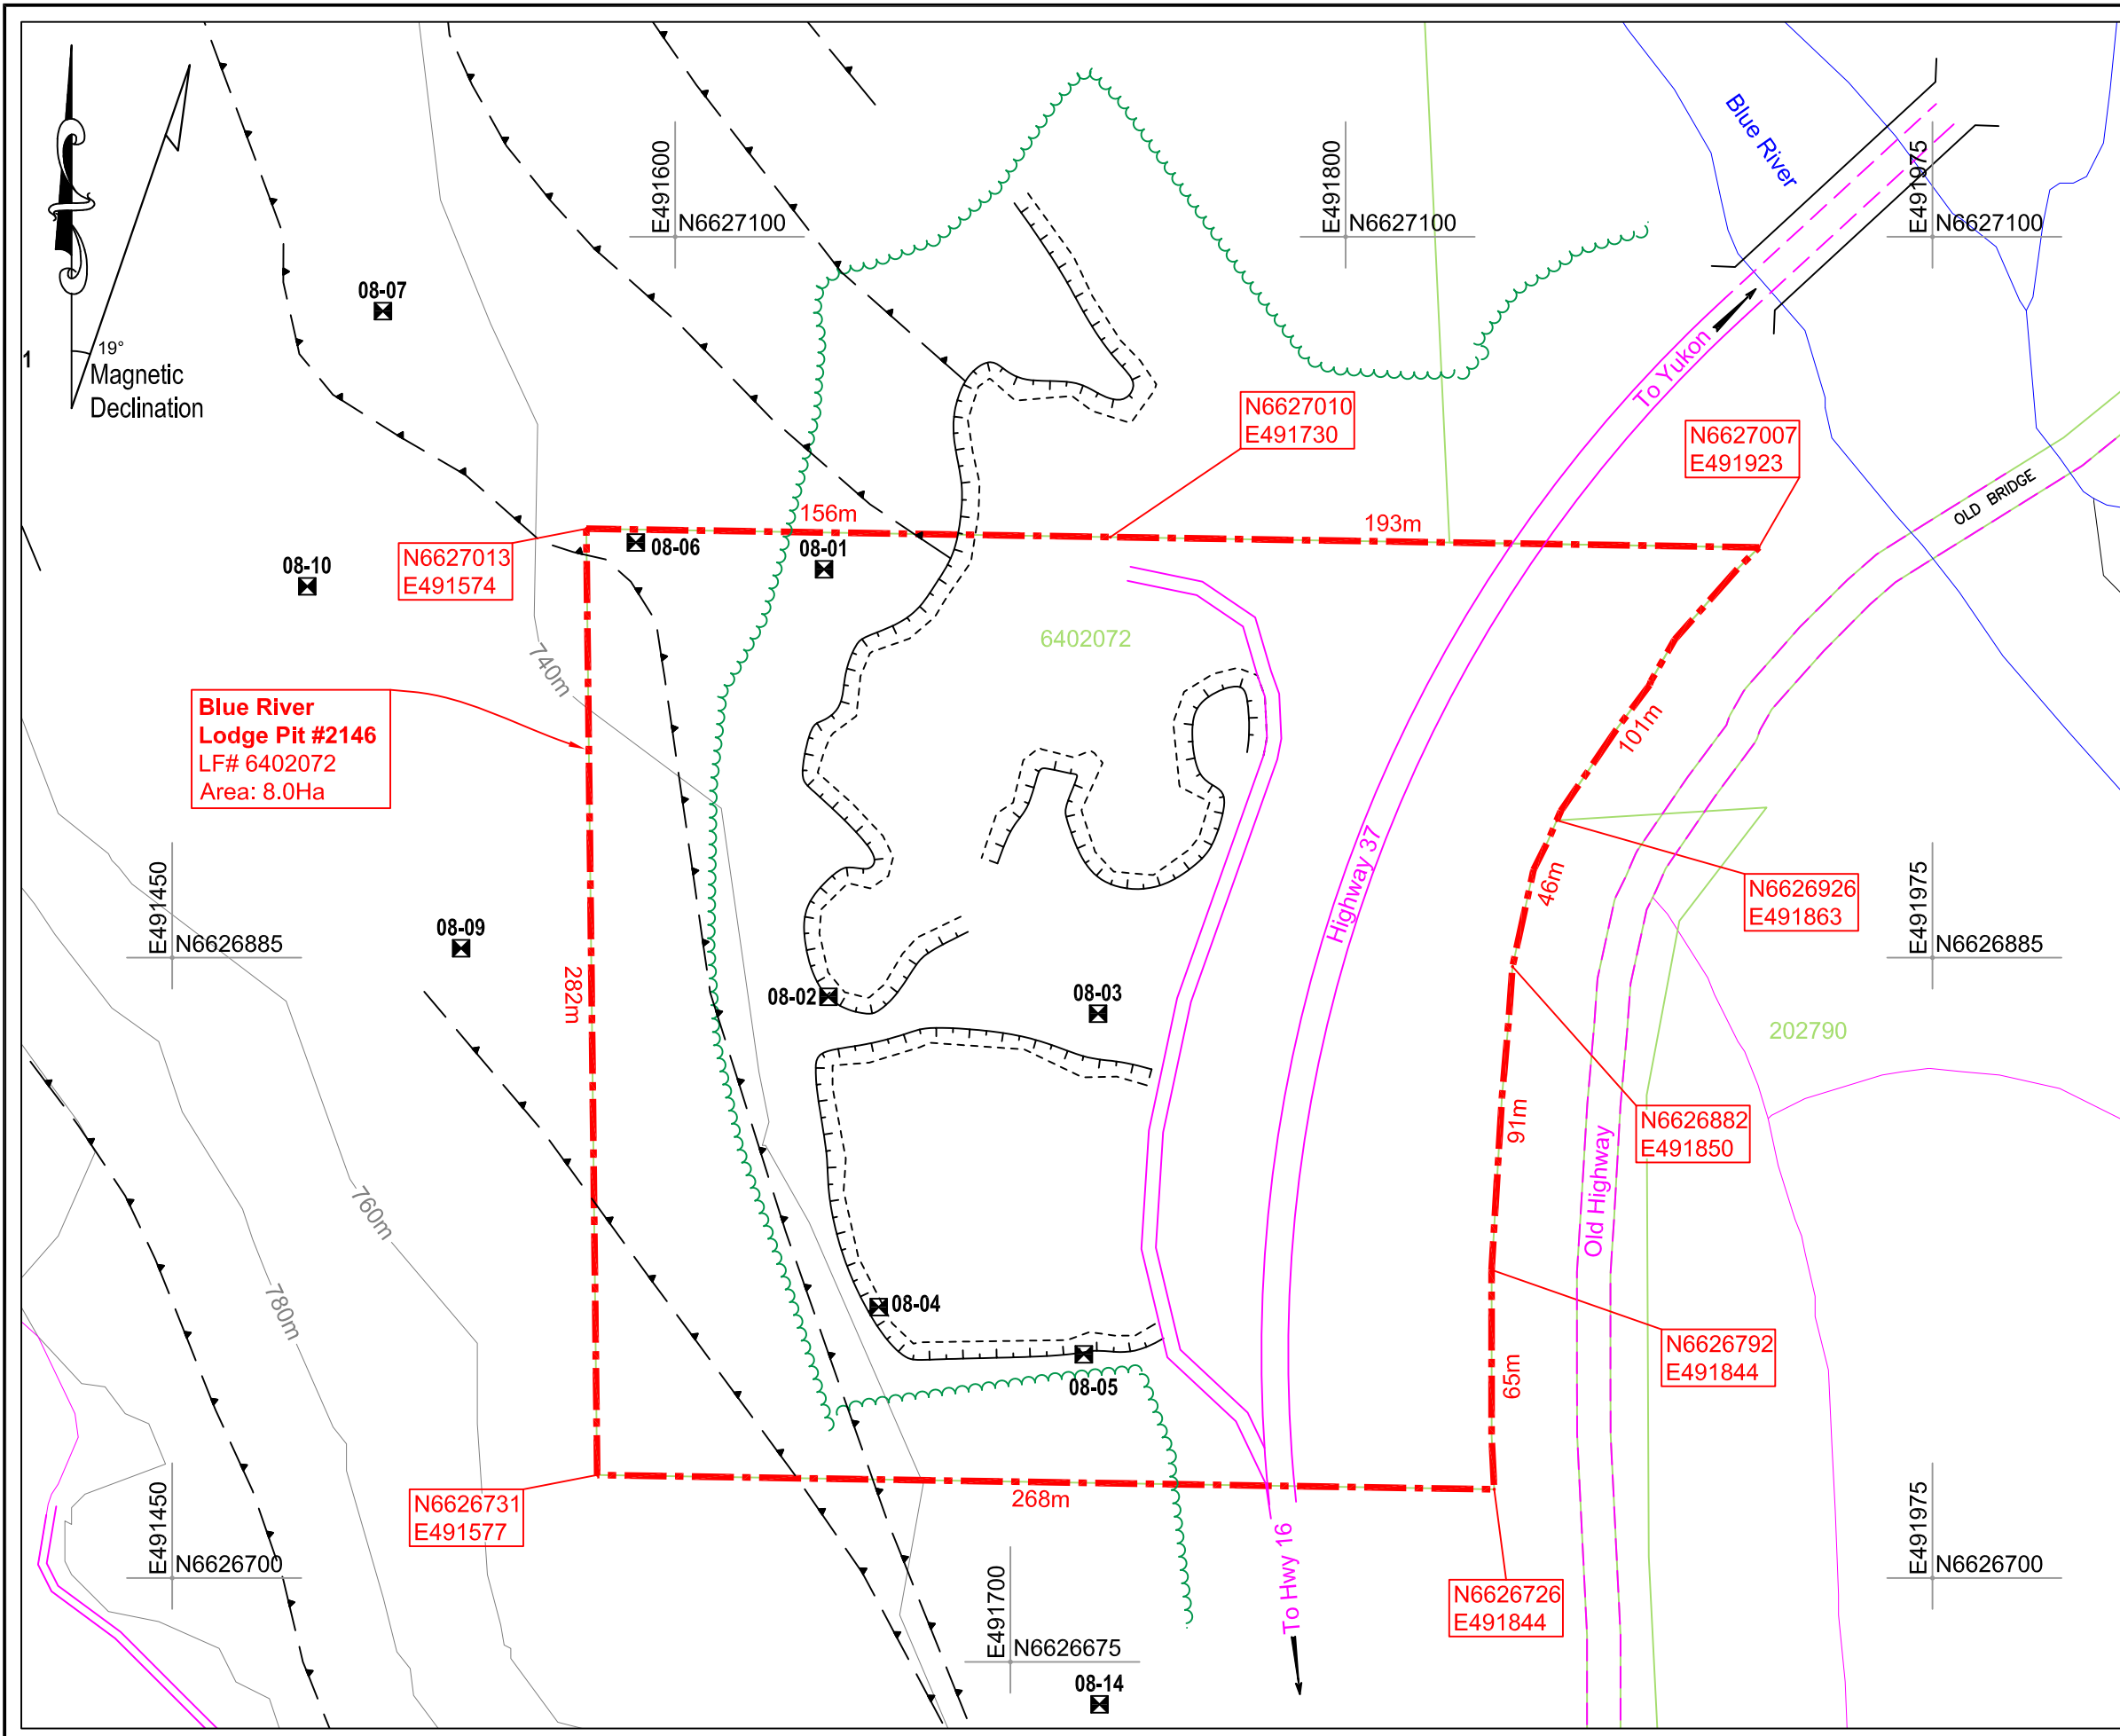 Blue River
E491600
N6627100
E491800
N6627100
E491975
N6627100
08-07
19°
Magnetic
Declination
1
To Yukon
N6627010
E491730
N6627007
E491923
OLD BRIDGE
156m
193m
N6627013
E491574
08-06
08-01
08-10
6402072
740m
Blue River
Lodge Pit #2146
LF# 6402072
Area: 8.0Ha
101m
Highway 37
46m
N6626926
E491863
E491450
N6626885
08-09
E491975
N6626885
282m
08-02
08-03
202790
91m
N6626882
E491850
Old Highway
760m
780m
08-04
N6626792
E491844
65m
08-05
268m
N6626731
E491577
E491450
N6626700
To Hwy 16
N6626726
E491844
E491975
N6626700
E491700
N6626675
08-14